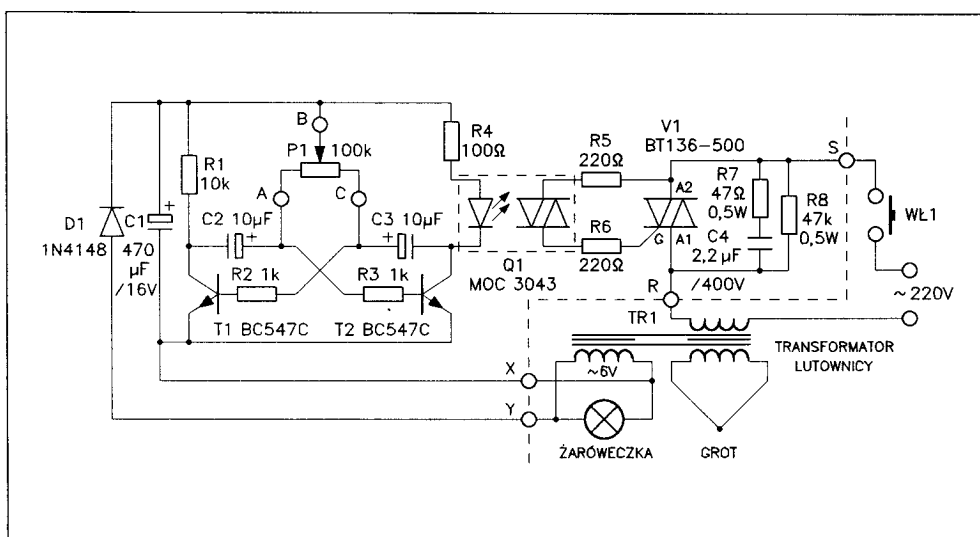 B
P1 100k
A
C
R1
10k
D1
1N4148
C1
470
µF
/16V
+
C2 10µF
+
C3 10µF
+
R2 1k
R3 1k
T1 BC547C
T2 BC547C
R4
100Ω
Q1
MOC 3043
R5
220Ω
R6
220Ω
V1
BT136-500
A2
G
A1
R7
47Ω
0,5W
C4
2,2µF
/400V
R8
47k
0,5W
S
WŁ1
~220V
R
TR1
TRANSFORMATOR
LUTOWNICY
~6V
X
Y
ŻARÓWECZKA
GROT